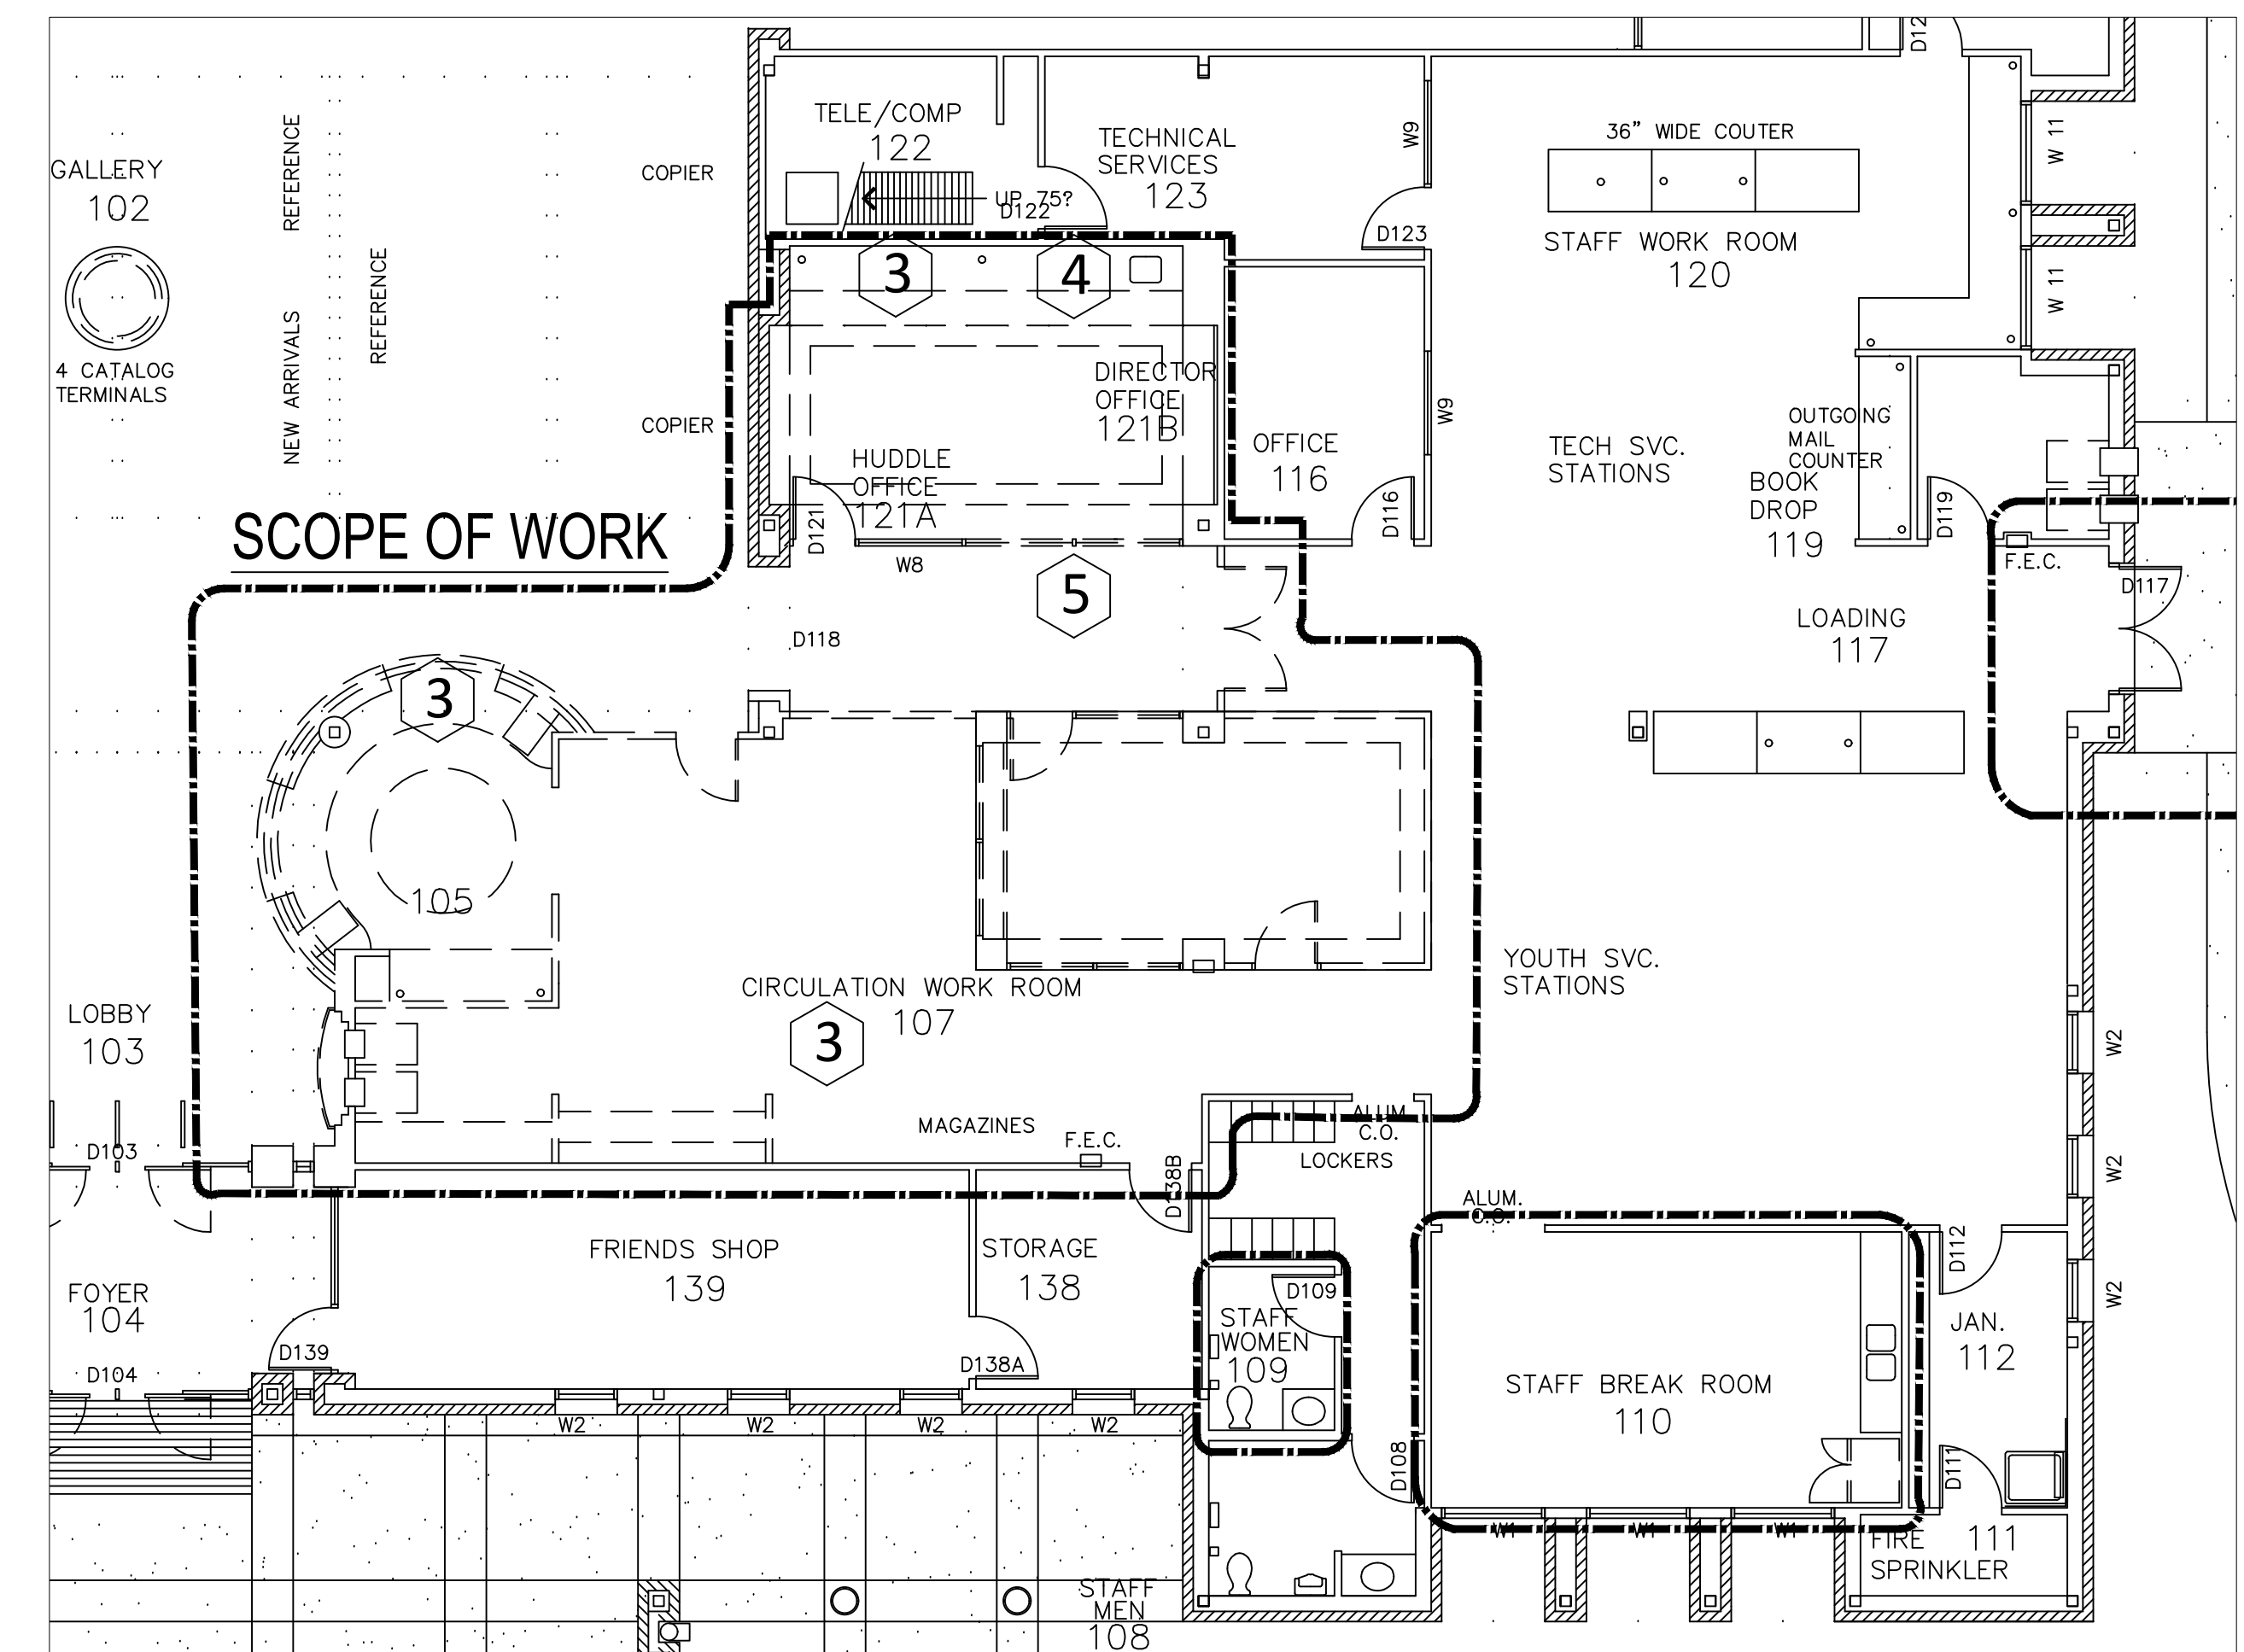 D12
TELE/COMP
122
TECHNICAL
SERVICES
123
W9
36" WIDE COUTER
W 11
GALLERY
102
REFERENCE
COPIER
UP 75?
D122
D123
STAFF WORK ROOM
120
W 11
3
4
REFERENCE
NEW ARRIVALS
4 CATALOG
TERMINALS
COPIER
DIRECTOR
OFFICE
121B
HUDDLE
OFFICE
121A
OFFICE
116
W9
TECH SVC.
STATIONS
OUTGOING
MAIL
COUNTER
BOOK
DROP
119
SCOPE OF WORK
D121
D116
D119
W8
F.E.C.
D117
5
D118
LOADING
117
3
105
CIRCULATION WORK ROOM
107
3
YOUTH SVC.
STATIONS
LOBBY
103
W2
MAGAZINES
F.E.C.
ALUM.
C.O.
LOCKERS
D103
D138B
W2
ALUM.
C.O.
FRIENDS SHOP
139
STORAGE
138
D112
FOYER
104
D109
W2
STAFF
WOMEN
109
JAN.
112
D139
D104
D138A
STAFF BREAK ROOM
110
W2
W2
W2
W2
D108
D111
W1
W1
W1
FIRE 111
SPRINKLER
STAFF
MEN
108